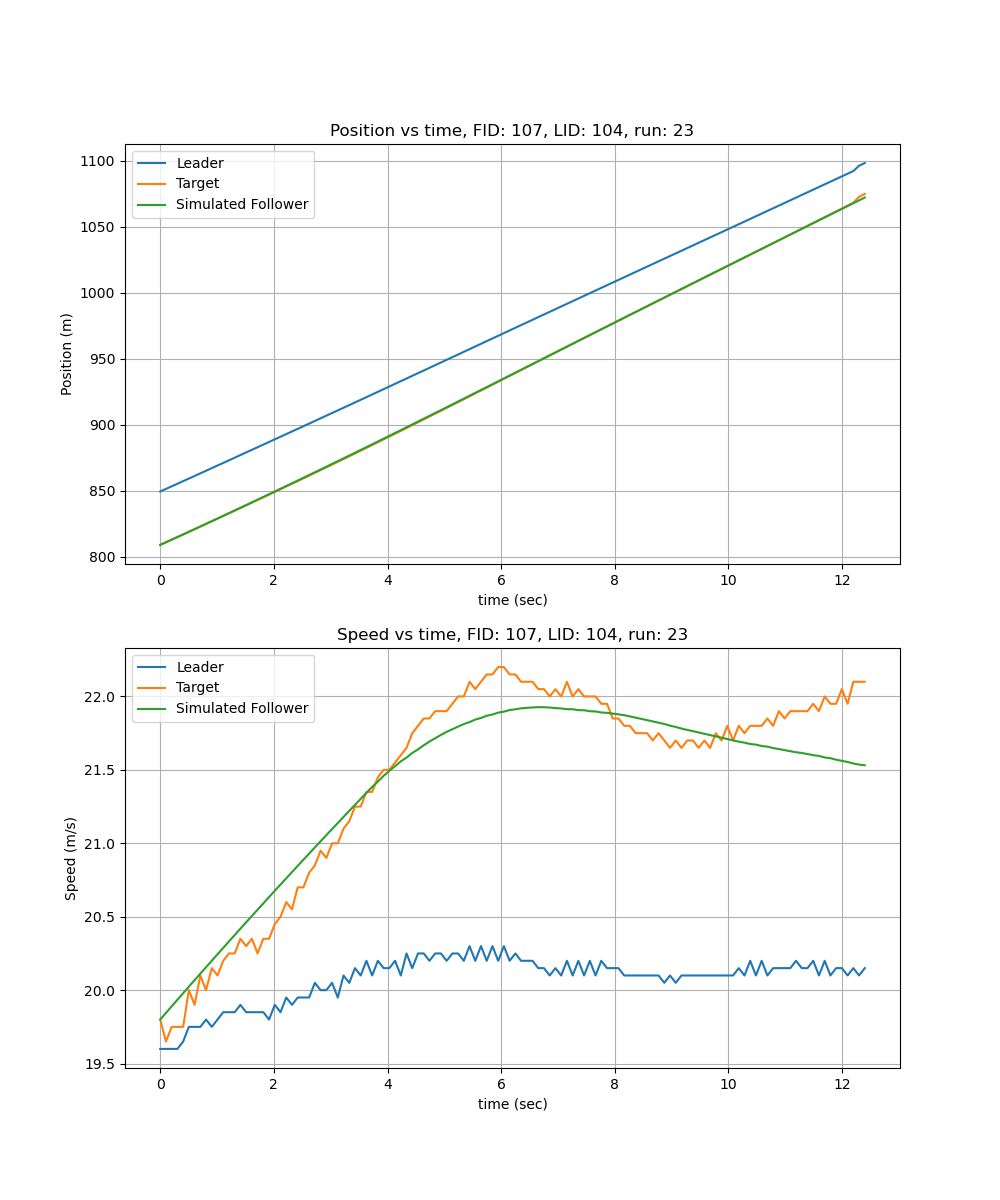 Position vs time, FID: 107, LID: 104, run: 23
Leader
Target
Simulated Follower
1100
1050
1000
950
900
850
800
Position (m)
0 2 4 6 8 10 12
time (sec)
Speed vs time, FID: 107, LID: 104, run: 23
Leader
Target
Simulated Follower
22.0
21.5
21.0
20.5
20.0
19.5
Speed (m/s)
0 2 4 6 8 10 12
time (sec)